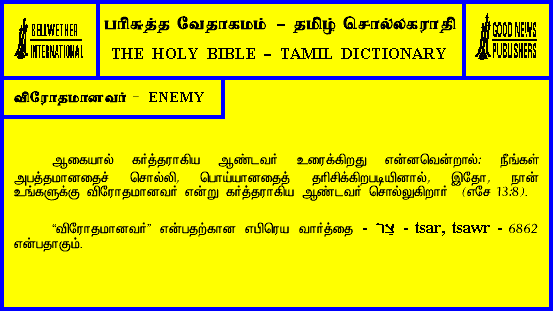 BELLWETHER
INTERNATIONAL
பரிசுத்த வேதாகமம் – தமிழ் சொல்லகராதி
THE HOLY BIBLE – TAMIL DICTIONARY
GOOD NEWS
PUBLISHERS
விரோதமானவர் – ENEMY
ஆகையால் கர்த்தராகிய ஆண்டவர் உரைக்கிறது என்னவென்றால்: நீங்கள்
அபத்தமானதைச் சொல்லி, பொய்யானதைத் தரிசிக்கிறபடியினால், இதோ, நான்
உங்களுக்கு விரோதமானவர் என்று கர்த்தராகிய ஆண்டவர் சொல்லுகிறார் (எசே 13:8).
“விரோதமானவர்” என்பதற்கான எபிரெய வார்த்தை - צַר - tsar, tsawr - 6862
என்பதாகும்.